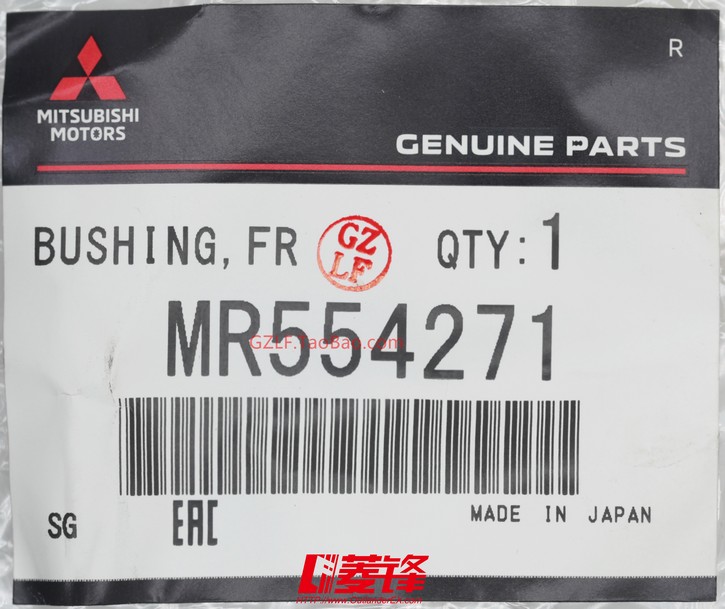 R
MITSUBISHI
MOTORS
GENUINE PARTS
BUSHING, FR
GZ
LF
QTY: 1
MR554271
GZLF.TaoBao.com
SG
EAC
MADE IN JAPAN
菱锋